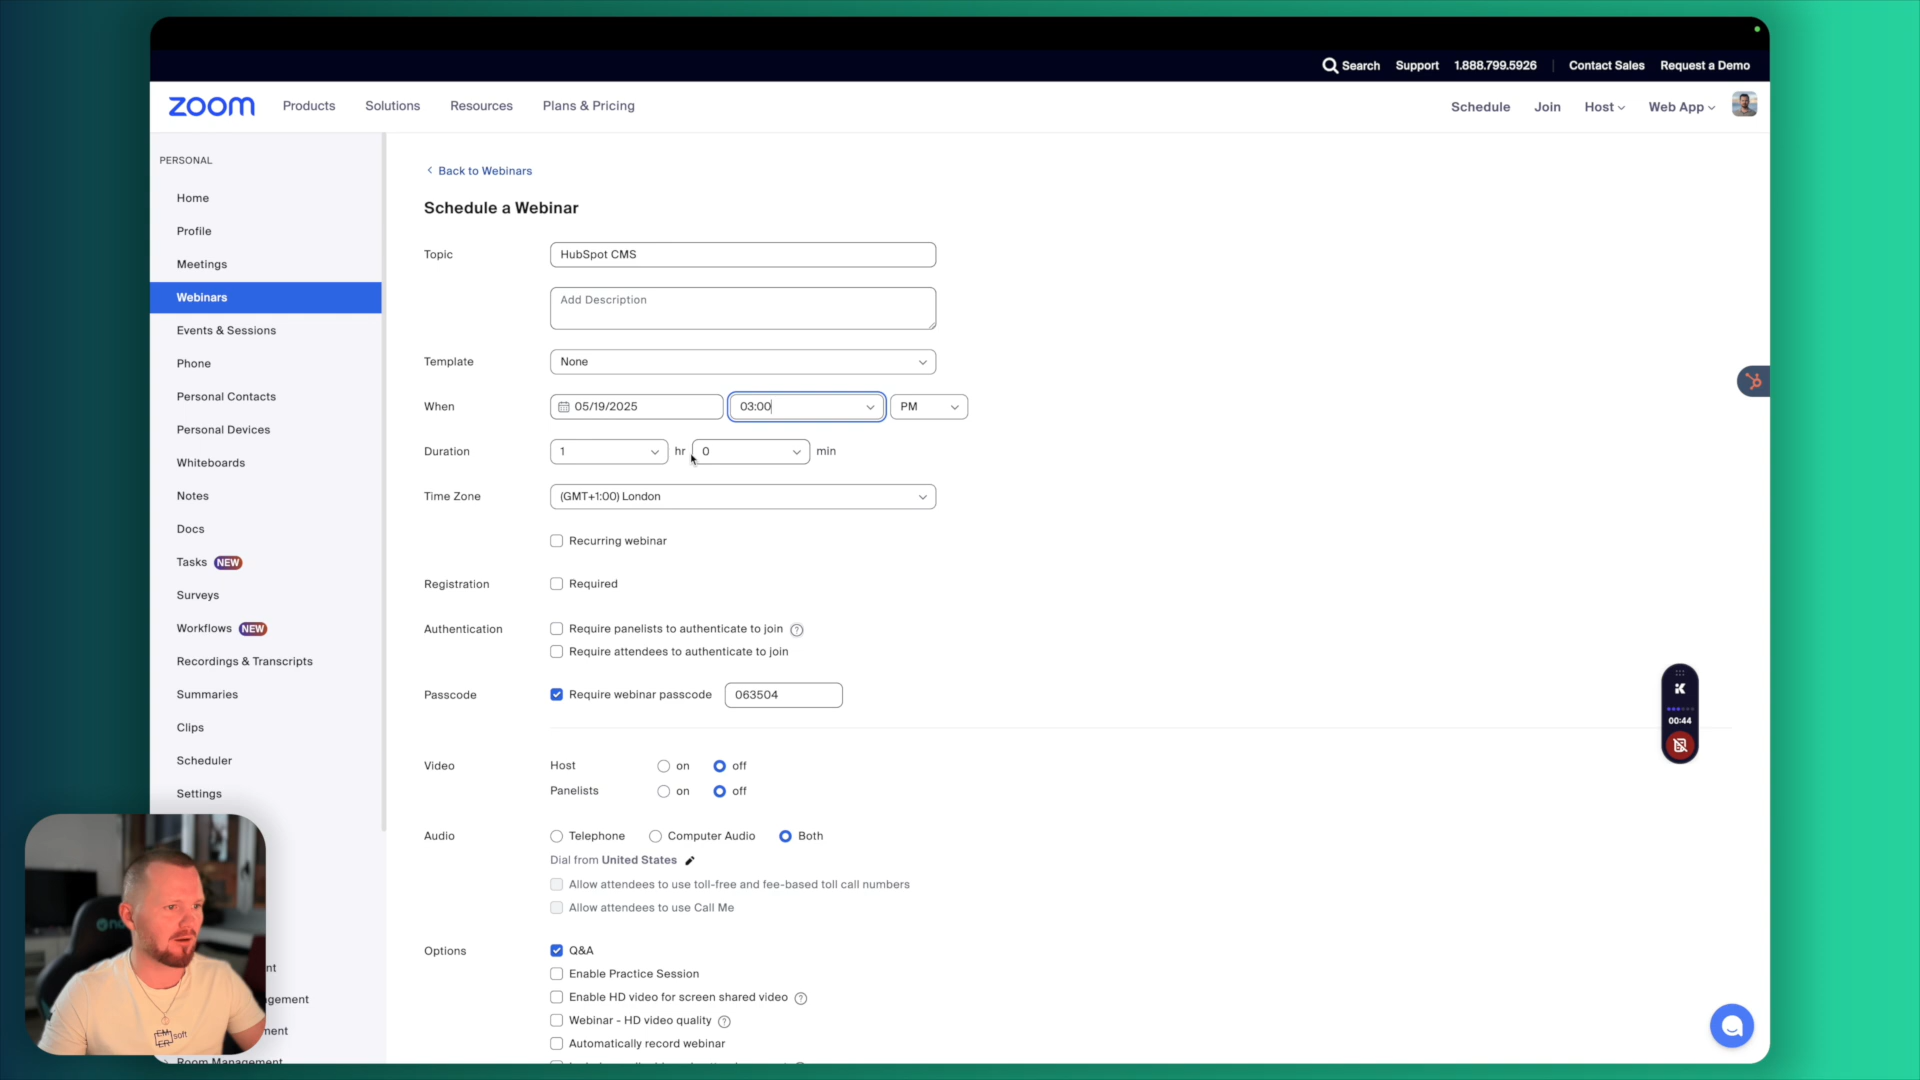 Search Support 1.888.799.5926 Contact Sales Request a Demo
zoom Products Solutions Resources Plans & Pricing Schedule Join Host Web App
PERSONAL
Home
Profile
Meetings
Webinars
Events & Sessions
Phone
Personal Contacts
Personal Devices
Whiteboards
Notes
Docs
Tasks NEW
Surveys
Workflows NEW
Recordings & Transcripts
Summaries
Clips
Scheduler
Settings
Room Management
Back to Webinars
Schedule a Webinar
Topic HubSpot CMS
Add Description
Template None
When 05/19/2025 03:00 PM
Duration 1 hr 0 min
Time Zone (GMT+1:00) London
Recurring webinar
Registration Required
Authentication Require panelists to authenticate to join ?
Require attendees to authenticate to join
Passcode Require webinar passcode 063504
Video Host on off
Panelists on off
Audio Telephone Computer Audio Both
Dial from United States
Allow attendees to use toll-free and fee-based toll call numbers
Allow attendees to use Call Me
Options Q&A
Enable Practice Session
Enable HD video for screen shared video ?
Webinar - HD video quality ?
Automatically record webinar
00:44
EM
ER soft